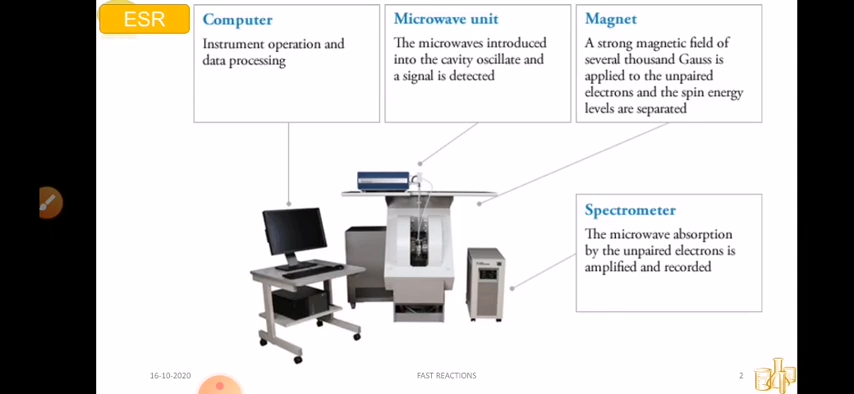 ESR
Computer
Instrument operation and
data processing
Microwave unit
The microwaves introduced
into the cavity oscillate and
a signal is detected
Magnet
A strong magnetic field of
several thousand Gauss is
applied to the unpaired
electrons and the spin energy
levels are separated
Spectrometer
The microwave absorption
by the unpaired electrons is
amplified and recorded
16-10-2020
FAST REACTIONS
2